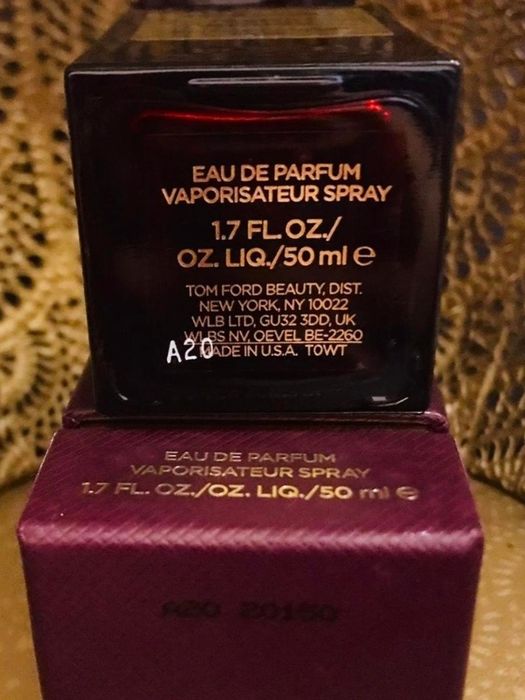 EAU DE PARFUM
VAPORISATEUR SPRAY
1.7 FL. OZ./
OZ. LIQ./50 ml e
TOM FORD BEAUTY, DIST.
NEW YORK, NY 10022
WLB LTD, GU32 3DD, UK
WLBS NV, OEVEL BE-2260
MADE IN U.S.A. T0WT
A20
EAU DE PARFUM
VAPORISATEUR SPRAY
1.7 FL. OZ./OZ. LIQ./50 ml e
A20